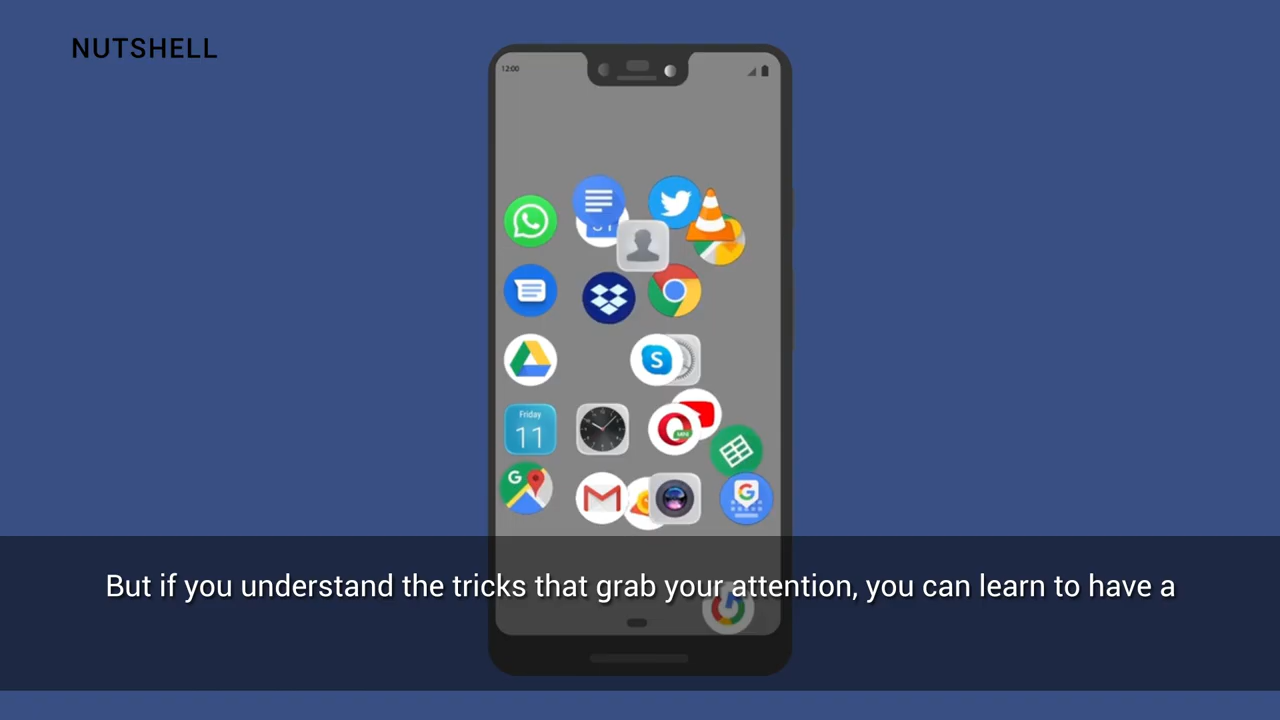 NUTSHELL
12:00
31
Friday
11
But if you understand the tricks that grab your attention, you can learn to have a